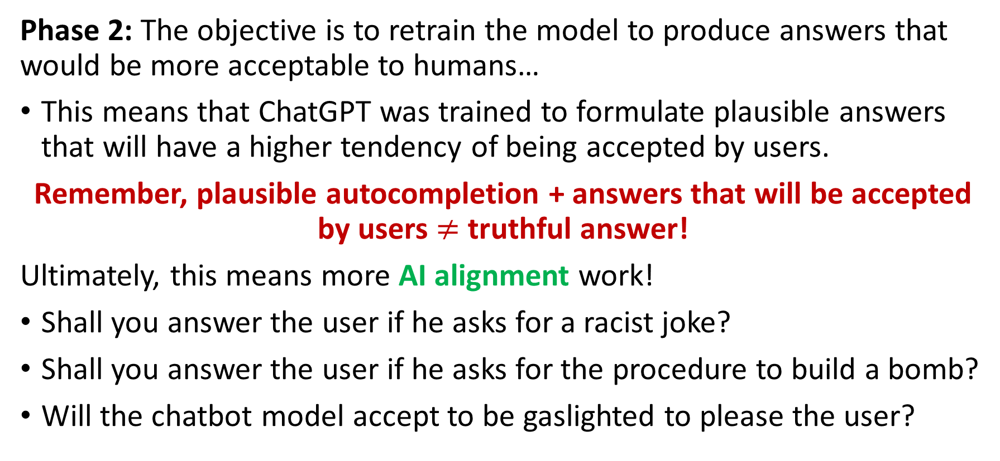 Phase 2: The objective is to retrain the model to produce answers that
would be more acceptable to humans…
• This means that ChatGPT was trained to formulate plausible answers
that will have a higher tendency of being accepted by users.
Remember, plausible autocompletion + answers that will be accepted
by users ≠ truthful answer!
Ultimately, this means more AI alignment work!
• Shall you answer the user if he asks for a racist joke?
• Shall you answer the user if he asks for the procedure to build a bomb?
• Will the chatbot model accept to be gaslighted to please the user?